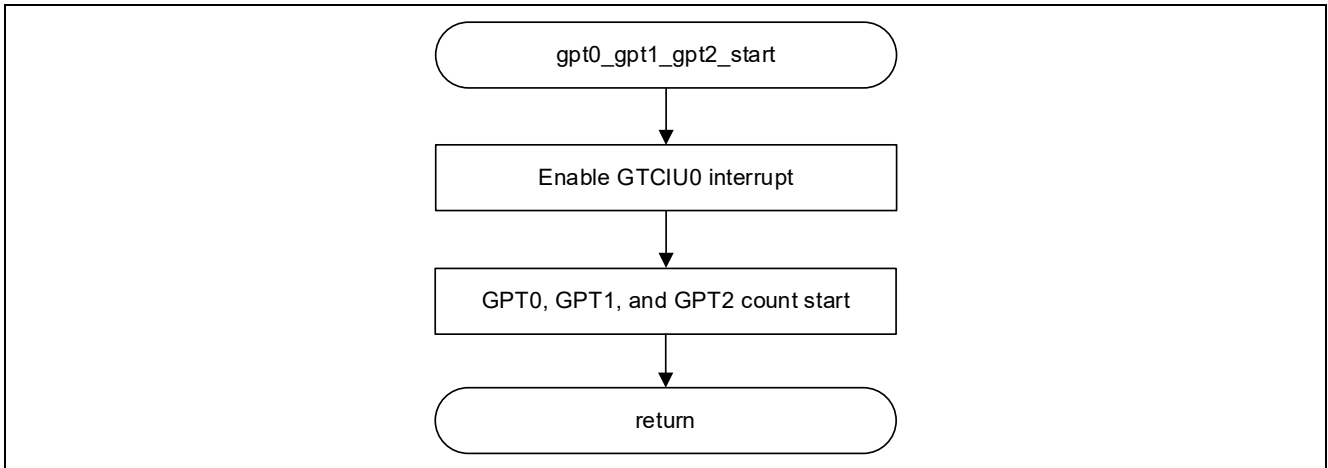 gpt0_gpt1_gpt2_start
Enable GTCIU0 interrupt
GPT0, GPT1, and GPT2 count start
return